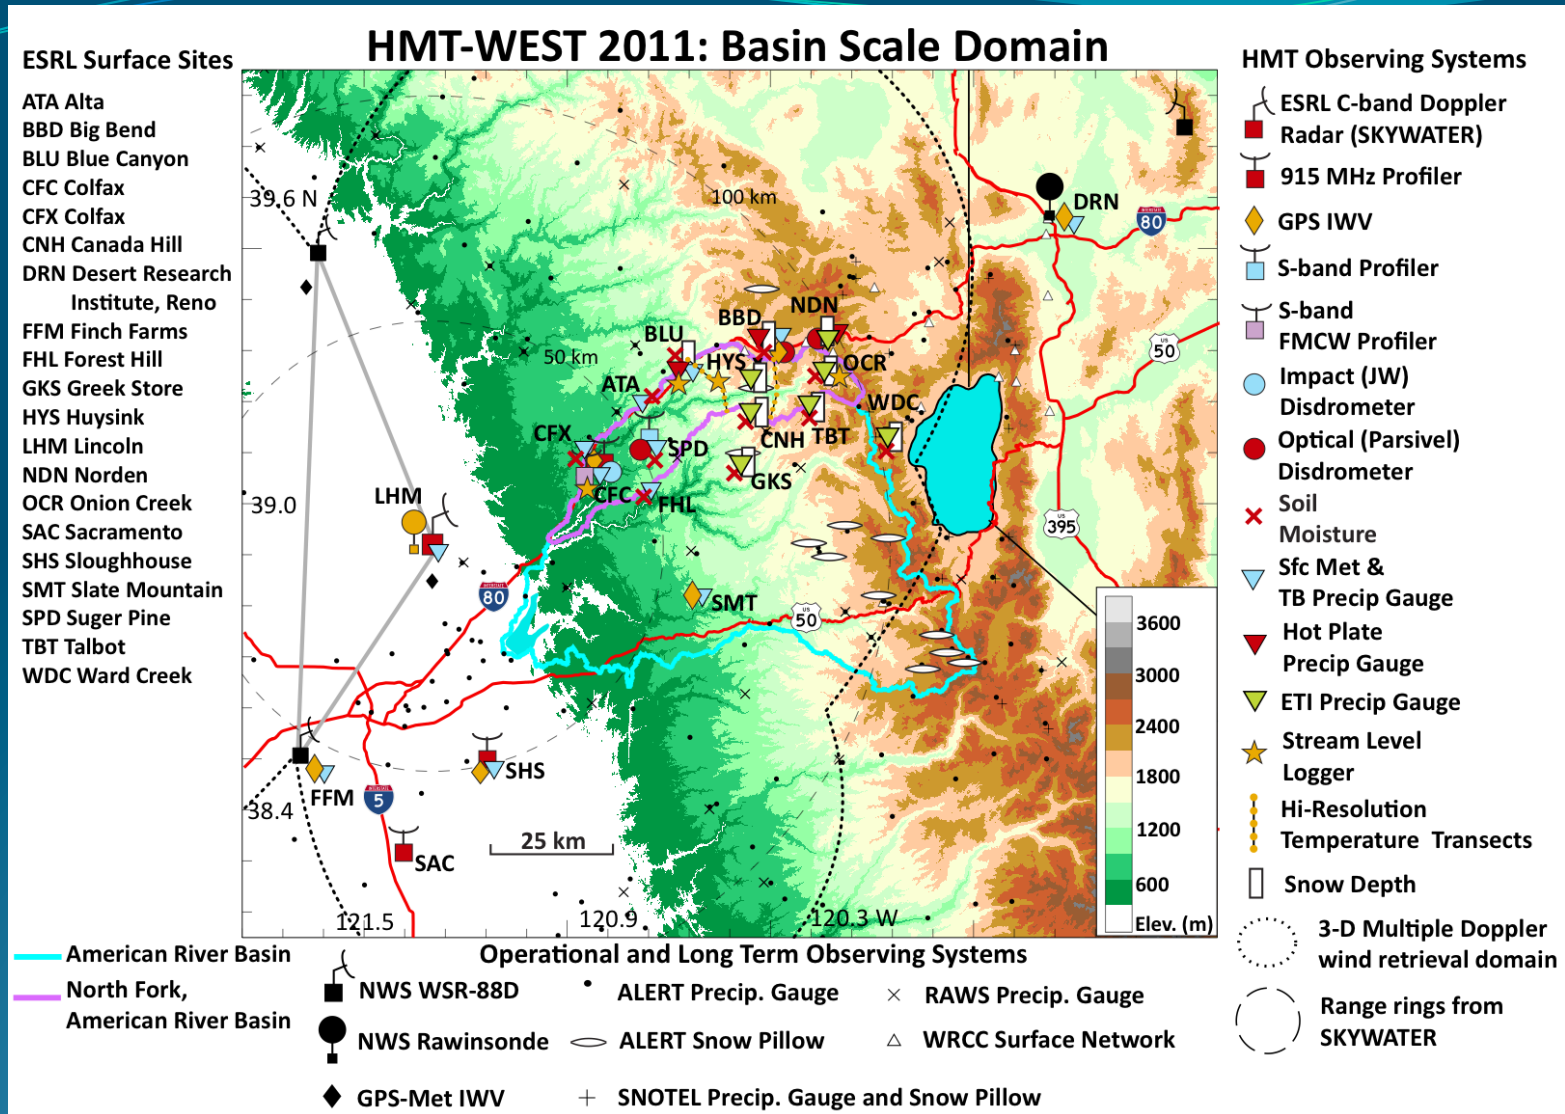 HMT-WEST 2011: Basin Scale Domain
ESRL Surface Sites
ATA Alta
BBD Big Bend
BLU Blue Canyon
CFC Colfax
CFX Colfax
CNH Canada Hill
DRN Desert Research
Institute, Reno
FFM Finch Farms
FHL Forest Hill
GKS Greek Store
HYS Huysink
LHM Lincoln
NDN Norden
OCR Onion Creek
SAC Sacramento
SHS Sloughhouse
SMT Slate Mountain
SPD Suger Pine
TBT Talbot
WDC Ward Creek
39.6 N
39.0
38.4
121.5
120.9
120.3 W
100 km
50 km
25 km
DRN
80
NDN
BBD
BLU
HYS
OCR
ATA
WDC
CFX
SPD
CNH
TBT
GKS
CFC
FHL
LHM
80
SMT
US
50
US
50
US
395
FFM
5
SHS
SAC
3600
3000
2400
1800
1200
600
Elev. (m)
HMT Observing Systems
ESRL C-band Doppler
Radar (SKYWATER)
915 MHz Profiler
GPS IWV
S-band Profiler
S-band
FMCW Profiler
Impact (JW)
Disdrometer
Optical (Parsivel)
Disdrometer
Soil
Moisture
Sfc Met &
TB Precip Gauge
Hot Plate
Precip Gauge
ETI Precip Gauge
Stream Level
Logger
Hi-Resolution
Temperature Transects
Snow Depth
3-D Multiple Doppler
wind retrieval domain
Range rings from
SKYWATER
American River Basin
North Fork,
American River Basin
Operational and Long Term Observing Systems
NWS WSR-88D
ALERT Precip. Gauge
RAWS Precip. Gauge
NWS Rawinsonde
ALERT Snow Pillow
WRCC Surface Network
GPS-Met IWV
SNOTEL Precip. Gauge and Snow Pillow